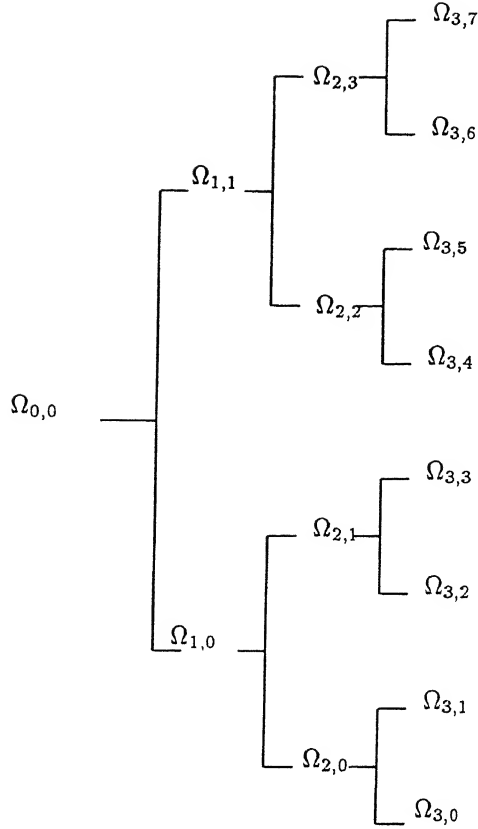 Ω₃,₇
Ω₂,₃
Ω₃,₆
Ω₁,₁
Ω₃,₅
Ω₂,₂
Ω₃,₄
Ω₀,₀
Ω₃,₃
Ω₂,₁
Ω₃,₂
Ω₁,₀
Ω₃,₁
Ω₂,₀
Ω₃,₀